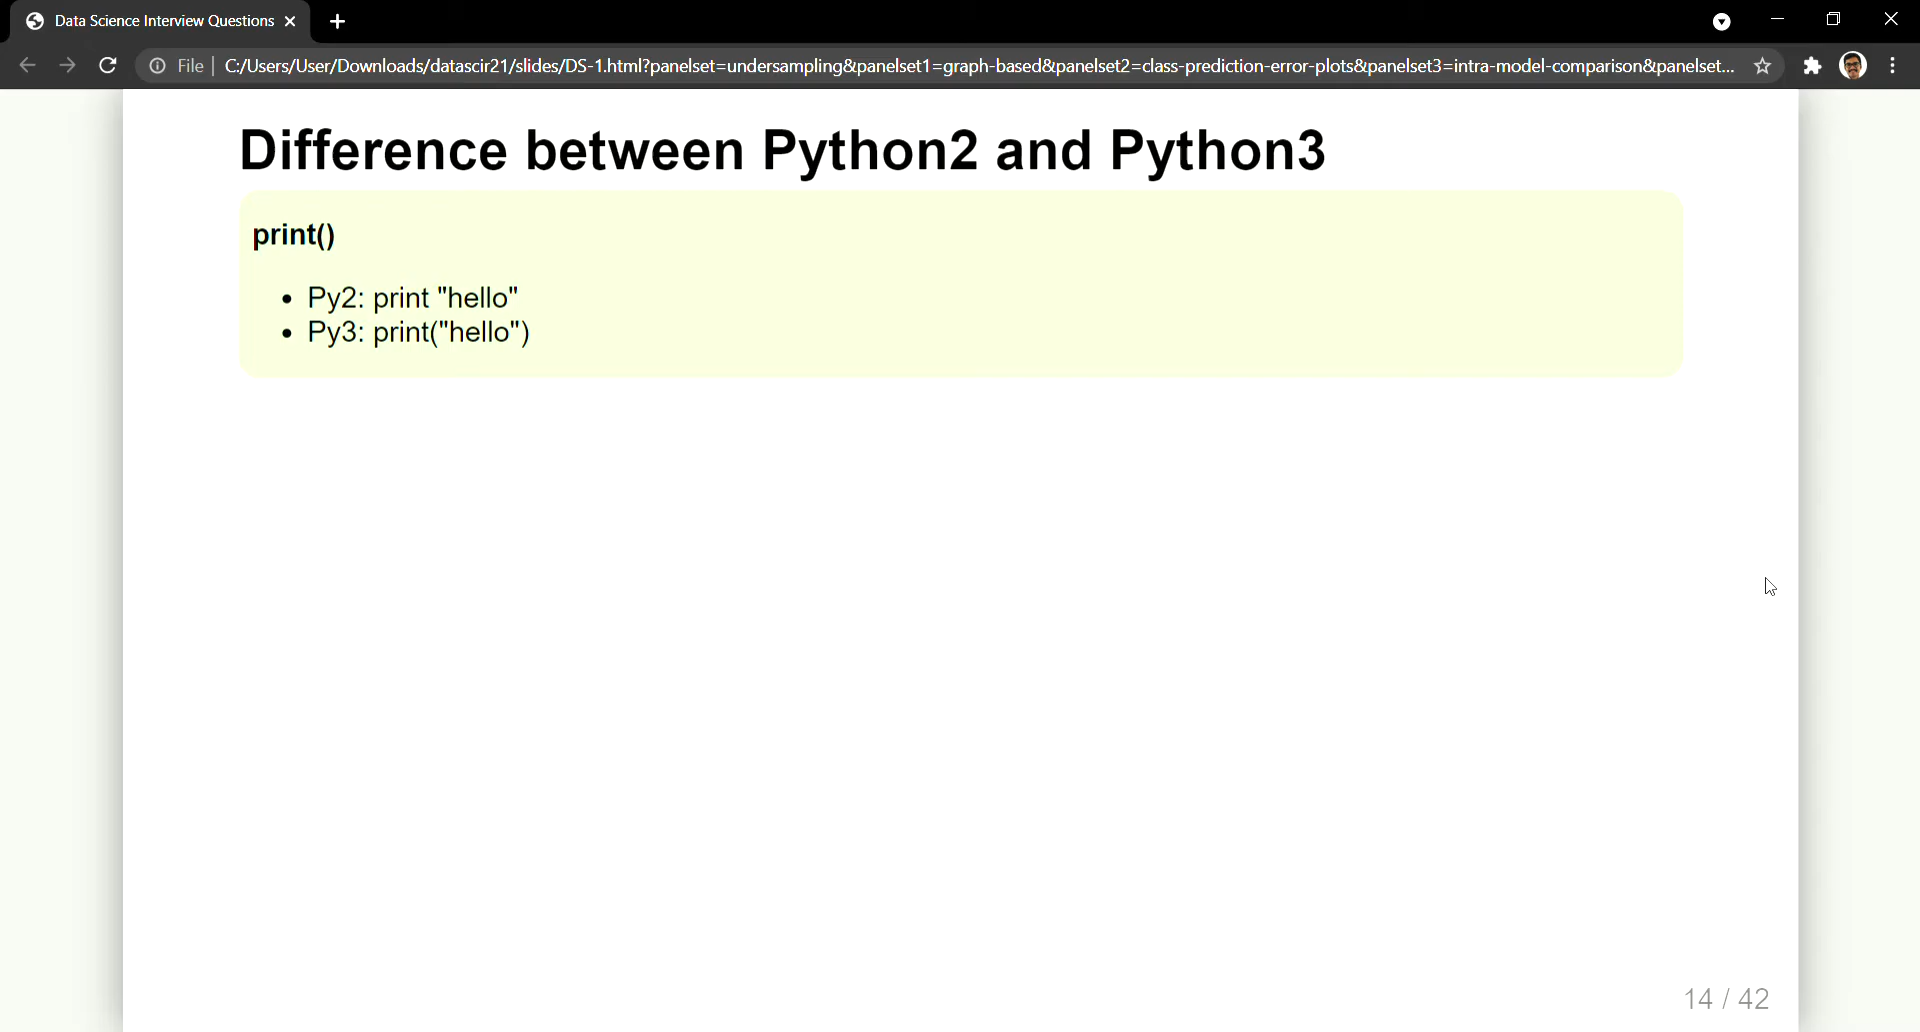 Data Science Interview Questions
File
C:/Users/User/Downloads/datascir21/slides/DS-1.html?panelset=undersampling&panelset1=graph-based&panelset2=class-prediction-error-plots&panelset3=intra-model-comparison&panelset...
Difference between Python2 and Python3
print()
• Py2: print "hello"
• Py3: print("hello")
14 / 42